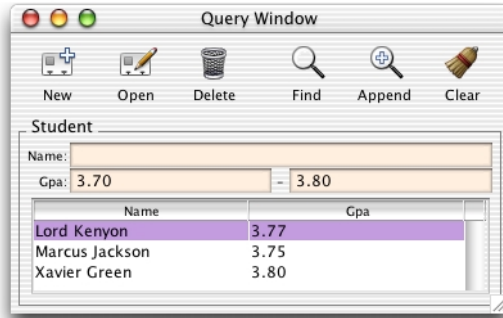 Query Window
New Open Delete Find Append Clear
Student
Name:
Gpa: 3.70 - 3.80
Name Gpa
Lord Kenyon 3.77
Marcus Jackson 3.75
Xavier Green 3.80